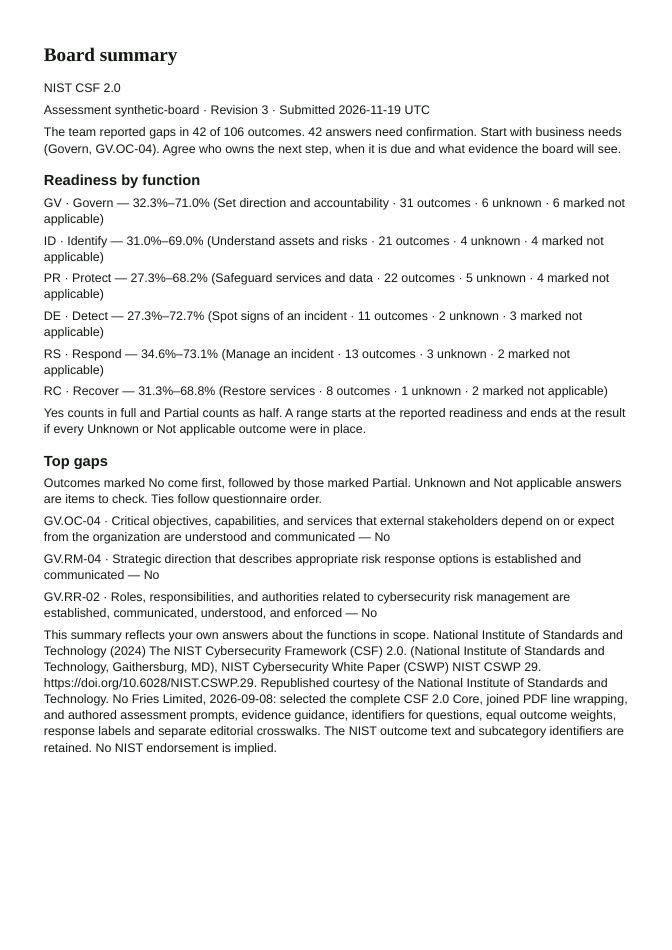 Board summary
NIST CSF 2.0
Assessment synthetic-board · Revision 3 · Submitted 2026-11-19 UTC
The team reported gaps in 42 of 106 outcomes. 42 answers need confirmation. Start with business needs
(Govern, GV.OC-04). Agree who owns the next step, when it is due and what evidence the board will see.
Readiness by function
GV · Govern — 32.3%–71.0% (Set direction and accountability · 31 outcomes · 6 unknown · 6 marked not
applicable)
ID · Identify — 31.0%–69.0% (Understand assets and risks · 21 outcomes · 4 unknown · 4 marked not
applicable)
PR · Protect — 27.3%–68.2% (Safeguard services and data · 22 outcomes · 5 unknown · 4 marked not
applicable)
DE · Detect — 27.3%–72.7% (Spot signs of an incident · 11 outcomes · 2 unknown · 3 marked not
applicable)
RS · Respond — 34.6%–73.1% (Manage an incident · 13 outcomes · 3 unknown · 2 marked not
applicable)
RC · Recover — 31.3%–68.8% (Restore services · 8 outcomes · 1 unknown · 2 marked not applicable)
Yes counts in full and Partial counts as half. A range starts at the reported readiness and ends at the result
if every Unknown or Not applicable outcome were in place.
Top gaps
Outcomes marked No come first, followed by those marked Partial. Unknown and Not applicable answers
are items to check. Ties follow questionnaire order.
GV.OC-04 · Critical objectives, capabilities, and services that external stakeholders depend on or expect
from the organization are understood and communicated — No
GV.RM-04 · Strategic direction that describes appropriate risk response options is established and
communicated — No
GV.RR-02 · Roles, responsibilities, and authorities related to cybersecurity risk management are
established, communicated, understood, and enforced — No
This summary reflects your own answers about the functions in scope. National Institute of Standards and
Technology (2024) The NIST Cybersecurity Framework (CSF) 2.0. (National Institute of Standards and
Technology, Gaithersburg, MD), NIST Cybersecurity White Paper (CSWP) NIST CSWP 29.
https://doi.org/10.6028/NIST.CSWP.29. Republished courtesy of the National Institute of Standards and
Technology. No Fries Limited, 2026-09-08: selected the complete CSF 2.0 Core, joined PDF line wrapping,
and authored assessment prompts, evidence guidance, identifiers for questions, equal outcome weights,
response labels and separate editorial crosswalks. The NIST outcome text and subcategory identifiers are
retained. No NIST endorsement is implied.